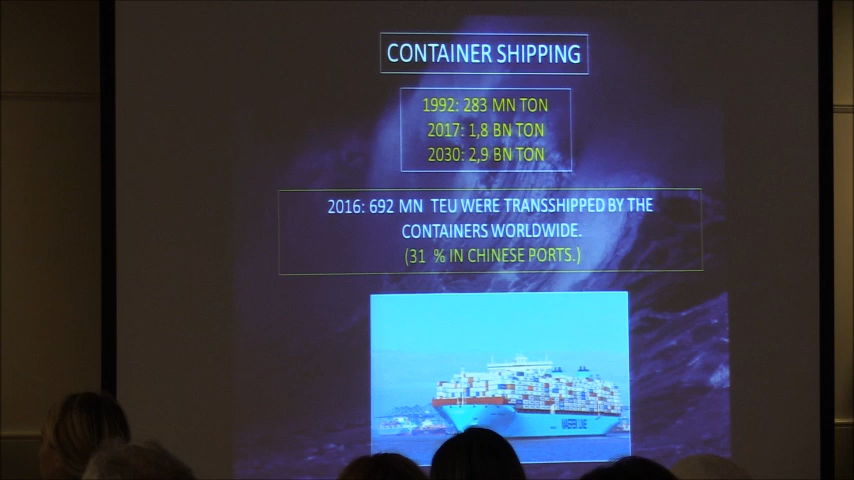 CONTAINER SHIPPING
1992: 283 MN TON
2017: 1,8 BN TON
2030: 2,9 BN TON
2016: 692 MN TEU WERE TRANSSHIPPED BY THE
CONTAINERS WORLDWIDE.
(31 % IN CHINESE PORTS.)
MAERSK LINE